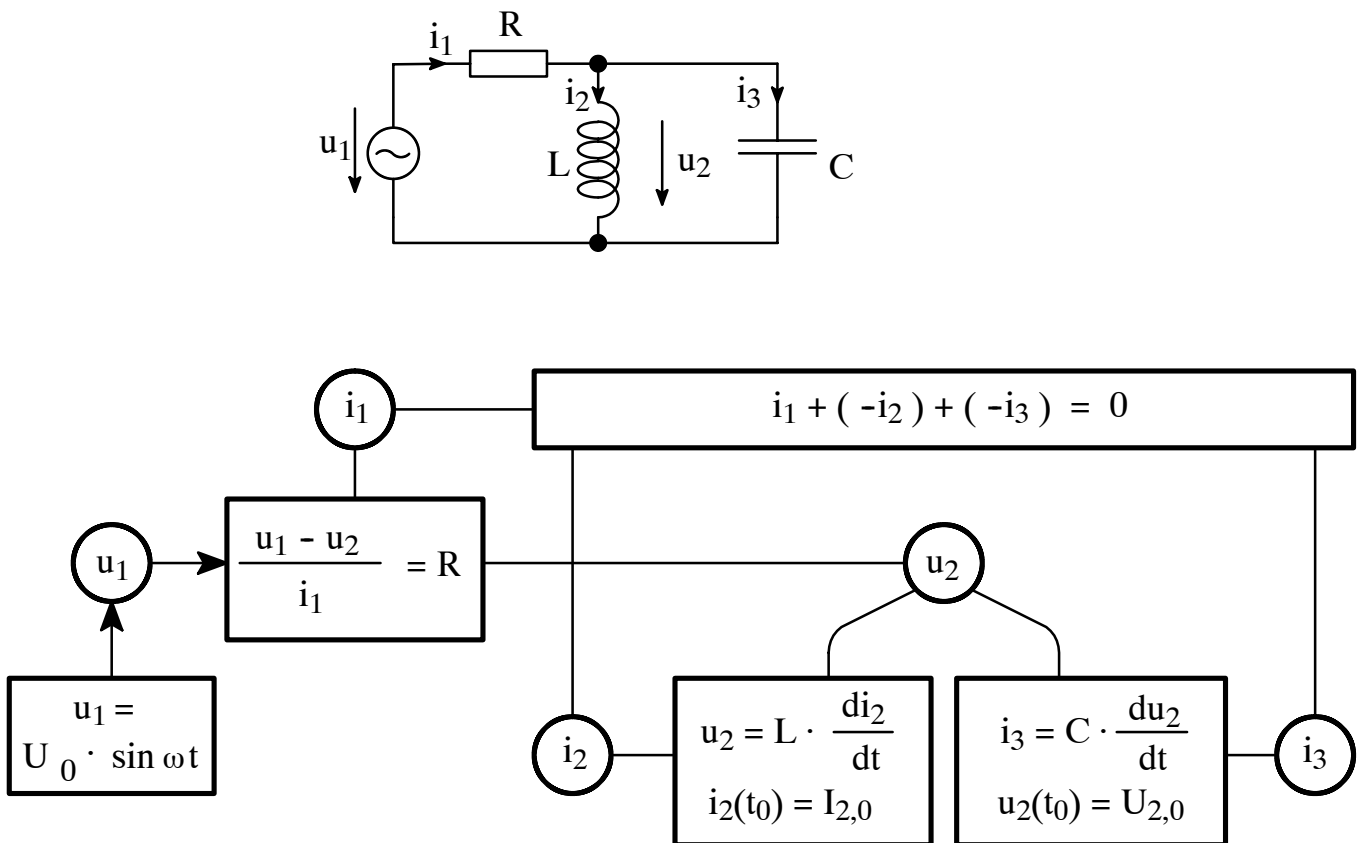 i1
R
i2
i3
u1
L
u2
C
i1
i1 + ( -i2 ) + ( -i3 ) = 0
u1
u1 - u2
i1
= R
u2
u1 =
U 0 · sin ωt
i2
u2 = L · di2
dt
i2(t0) = I2,0
i3 = C · du2
dt
u2(t0) = U2,0
i3